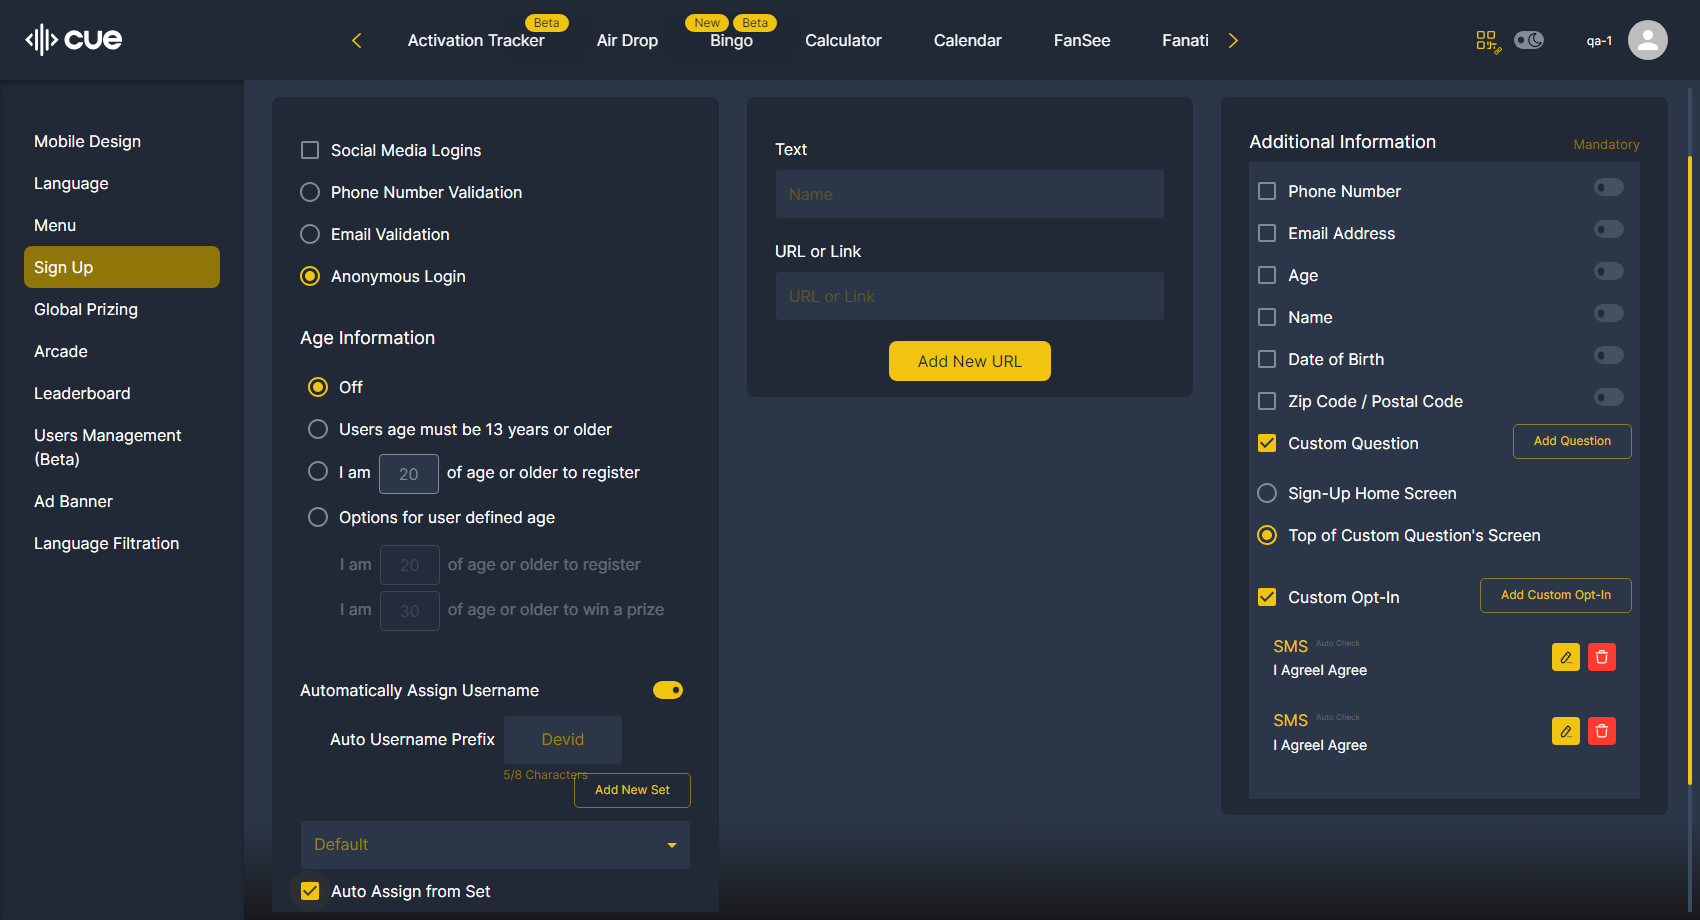 cue
Activation Tracker
Beta
Air Drop
Bingo
New
Beta
Calculator
Calendar
FanSee
Fanati
qa-1
Mobile Design
Language
Menu
Sign Up
Global Prizing
Arcade
Leaderboard
Users Management
(Beta)
Ad Banner
Language Filtration
Social Media Logins
Phone Number Validation
Email Validation
Anonymous Login
Age Information
Off
Users age must be 13 years or older
I am 20 of age or older to register
Options for user defined age
I am 20 of age or older to register
I am 30 of age or older to win a prize
Automatically Assign Username
Auto Username Prefix Devid
5/8 Characters
Add New Set
Default
Auto Assign from Set
Text
Name
URL or Link
URL or Link
Add New URL
Additional Information
Mandatory
Phone Number
Email Address
Age
Name
Date of Birth
Zip Code / Postal Code
Custom Question
Add Question
Sign-Up Home Screen
Top of Custom Question's Screen
Custom Opt-In
Add Custom Opt-In
SMS Auto Check
I AgreeI Agree
SMS Auto Check
I AgreeI Agree